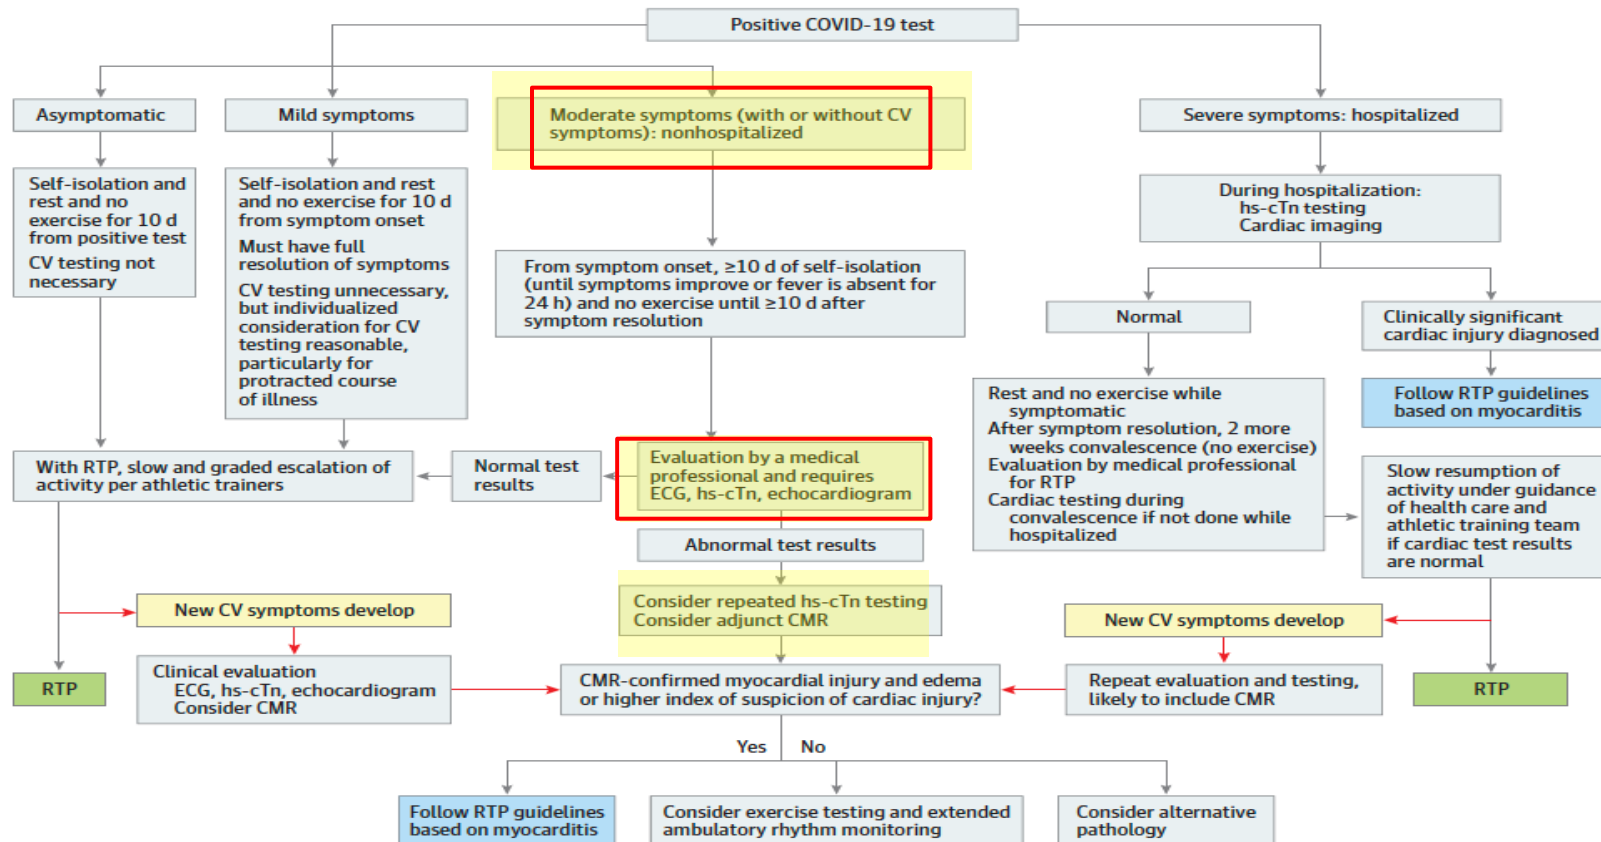 Positive COVID-19 test
Asymptomatic
Mild symptoms
Moderate symptoms (with or without CV
symptoms): nonhospitalized
Severe symptoms: hospitalized
Self-isolation and
rest and no
exercise for 10 d
from positive test
CV testing not
necessary
Self-isolation and rest
and no exercise for 10 d
from symptom onset
Must have full
resolution of symptoms
CV testing unnecessary,
but individualized
consideration for CV
testing reasonable,
particularly for
protracted course
of illness
From symptom onset, ≥10 d of self-isolation
(until symptoms improve or fever is absent for
24 h) and no exercise until ≥10 d after
symptom resolution
During hospitalization:
hs-cTn testing
Cardiac imaging
Normal
Clinically significant
cardiac injury diagnosed
Rest and no exercise while
symptomatic
After symptom resolution, 2 more
weeks convalescence (no exercise)
Evaluation by medical professional
for RTP
Cardiac testing during
convalescence if not done while
hospitalized
Follow RTP guidelines
based on myocarditis
With RTP, slow and graded escalation of
activity per athletic trainers
Normal test
results
Evaluation by a medical
professional and requires
ECG, hs-cTn, echocardiogram
Slow resumption of
activity under guidance
of health care and
athletic training team
if cardiac test results
are normal
Abnormal test results
Consider repeated hs-cTn testing
Consider adjunct CMR
New CV symptoms develop
New CV symptoms develop
RTP
Clinical evaluation
ECG, hs-cTn, echocardiogram
Consider CMR
CMR-confirmed myocardial injury and edema
or higher index of suspicion of cardiac injury?
Repeat evaluation and testing,
likely to include CMR
RTP
Yes
No
Follow RTP guidelines
based on myocarditis
Consider exercise testing and extended
ambulatory rhythm monitoring
Consider alternative
pathology